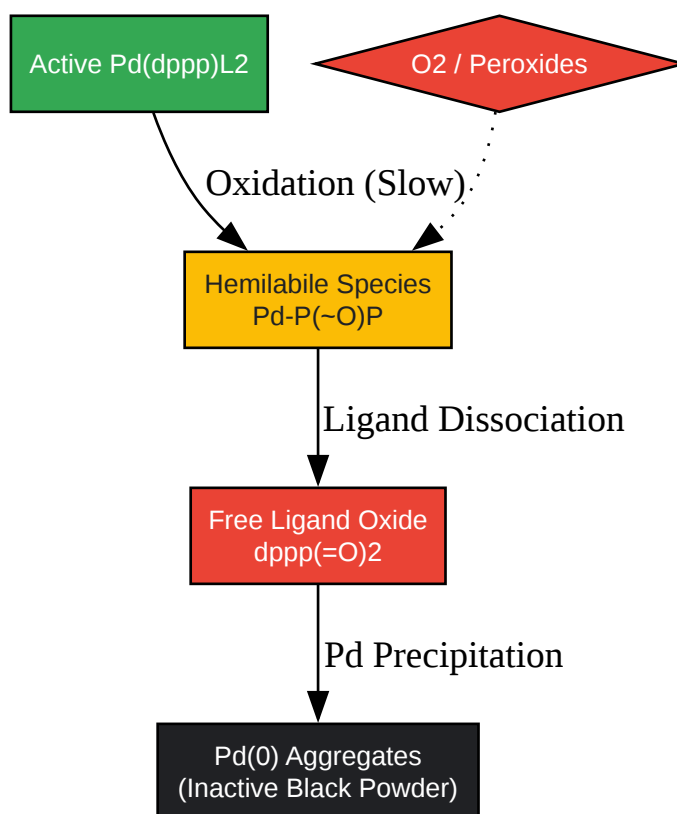 Active Pd(dppp)L2
O2 / Peroxides
Oxidation (Slow)
Hemilabile Species
Pd-P(~O)P
Ligand Dissociation
Free Ligand Oxide
dppp(=O)2
Pd Precipitation
Pd(0) Aggregates
(Inactive Black Powder)